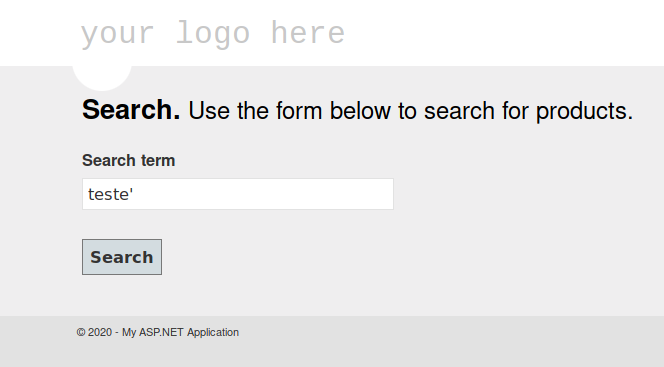 your logo here
Search. Use the form below to search for products.
Search term
teste'
Search
© 2020 - My ASP.NET Application